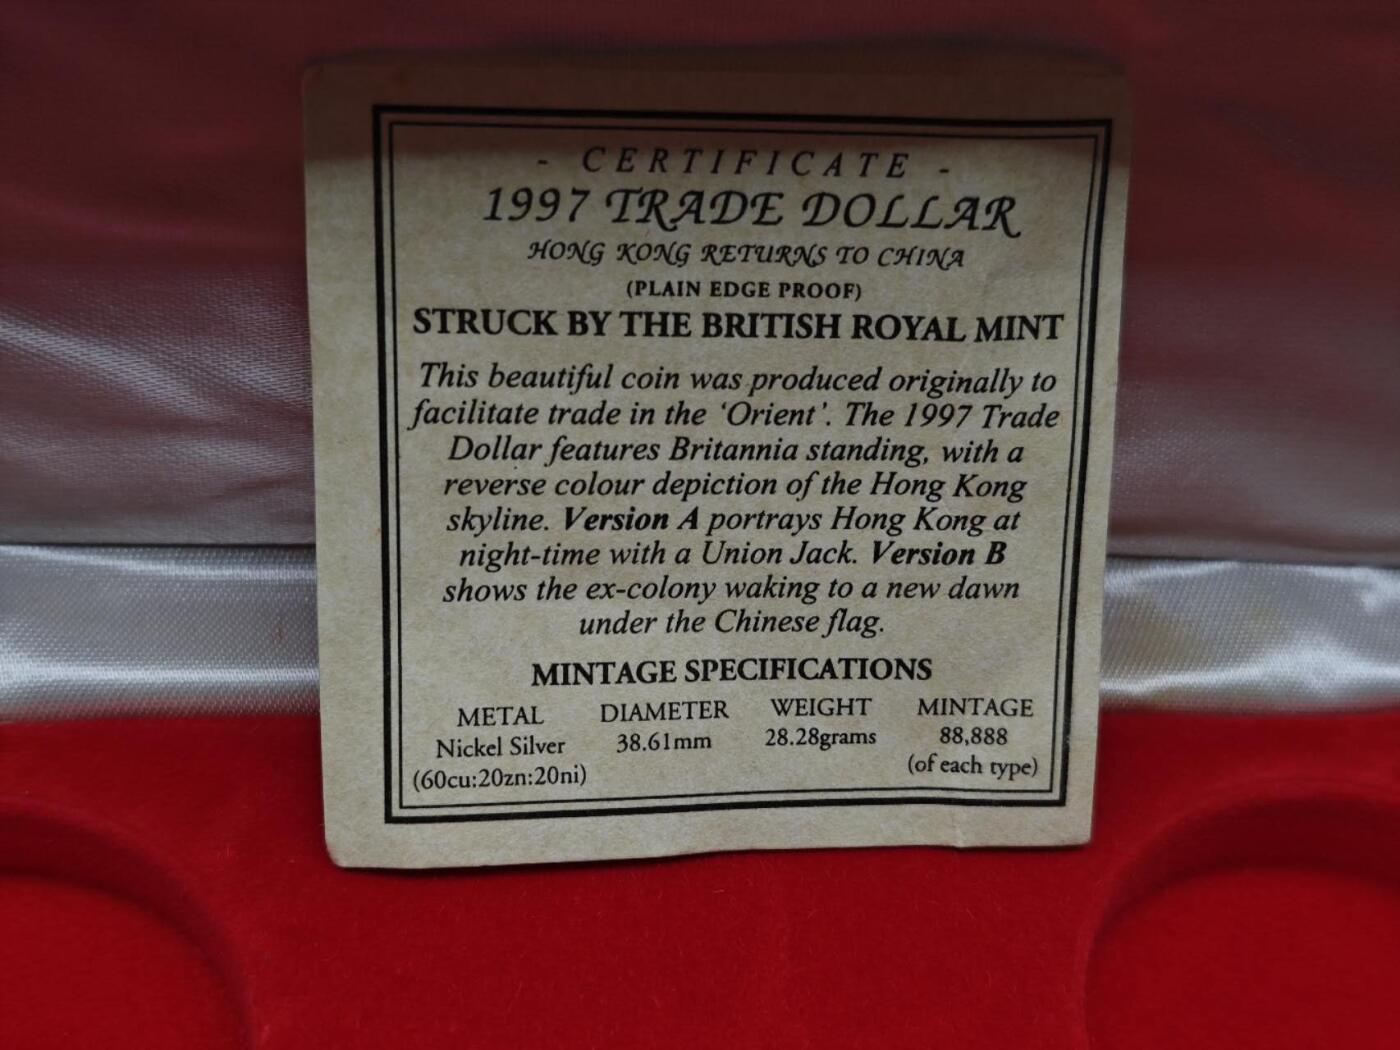 - CERTIFICATE -
1997 TRADE DOLLAR
HONG KONG RETURNS TO CHINA
(PLAIN EDGE PROOF)
STRUCK BY THE BRITISH ROYAL MINT
This beautiful coin was produced originally to
facilitate trade in the ‘Orient’. The 1997 Trade
Dollar features Britannia standing, with a
reverse colour depiction of the Hong Kong
skyline. Version A portrays Hong Kong at
night-time with a Union Jack. Version B
shows the ex-colony waking to a new dawn
under the Chinese flag.
MINTAGE SPECIFICATIONS
METAL DIAMETER WEIGHT MINTAGE
Nickel Silver 38.61mm 28.28grams 88,888
(60cu:20zn:20ni) (of each type)